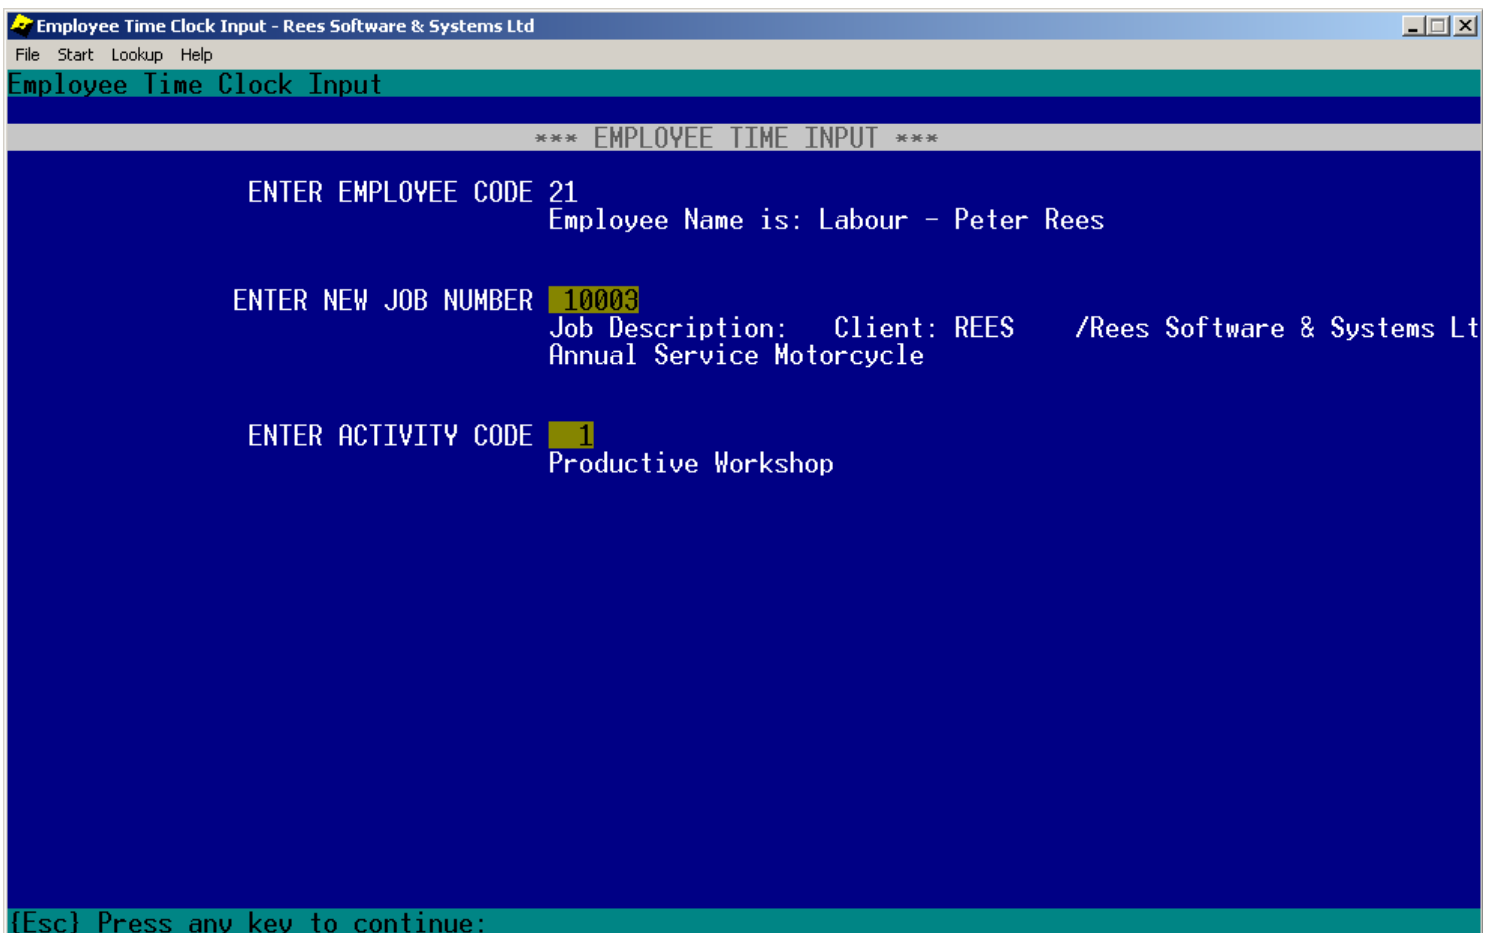 Employee Time Clock Input - Rees Software & Systems Ltd
File Start Lookup Help
Employee Time Clock Input
*** EMPLOYEE TIME INPUT ***
ENTER EMPLOYEE CODE 21
Employee Name is: Labour - Peter Rees
ENTER NEW JOB NUMBER 10003
Job Description: Client: REES /Rees Software & Systems Lt
Annual Service Motorcycle
ENTER ACTIVITY CODE 1
Productive Workshop
{Esc} Press any key to continue: